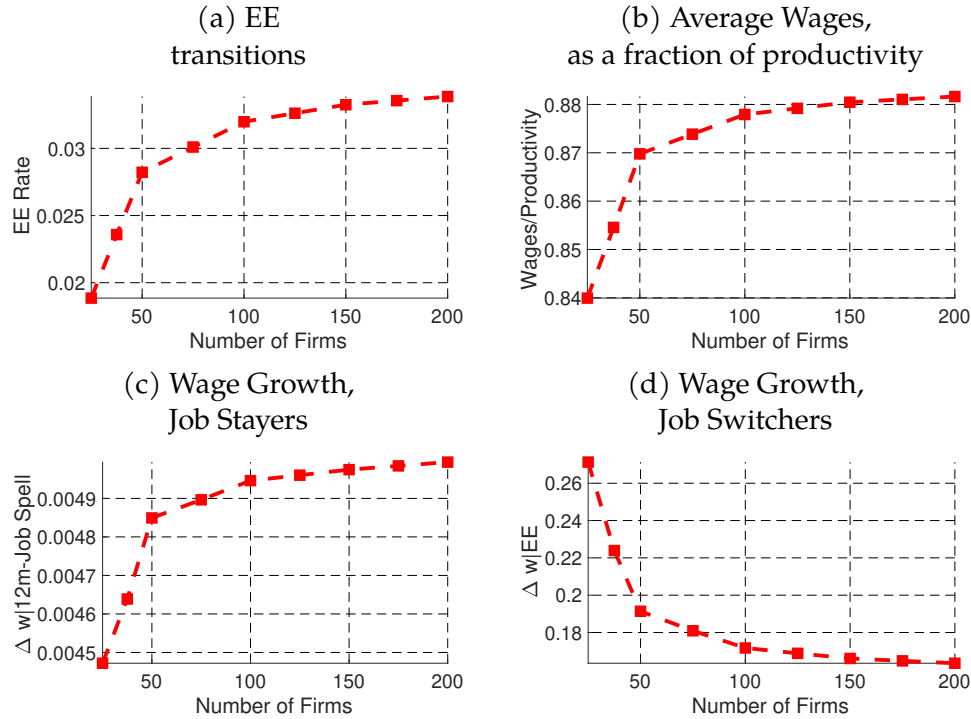 (a) EE
transitions
0.03
0.025
0.02
EE Rate
50
100
150
200
Number of Firms
(b) Average Wages,
as a fraction of productivity
0.88
0.87
0.86
0.85
0.84
Wages/Productivity
50
100
150
200
Number of Firms
(c) Wage Growth,
Job Stayers
0.0049
0.0048
0.0047
0.0046
0.0045
Δ w|12m-Job Spell
50
100
150
200
Number of Firms
(d) Wage Growth,
Job Switchers
0.26
0.22
0.2
0.18
Δ w|EE
50
100
150
200
Number of Firms